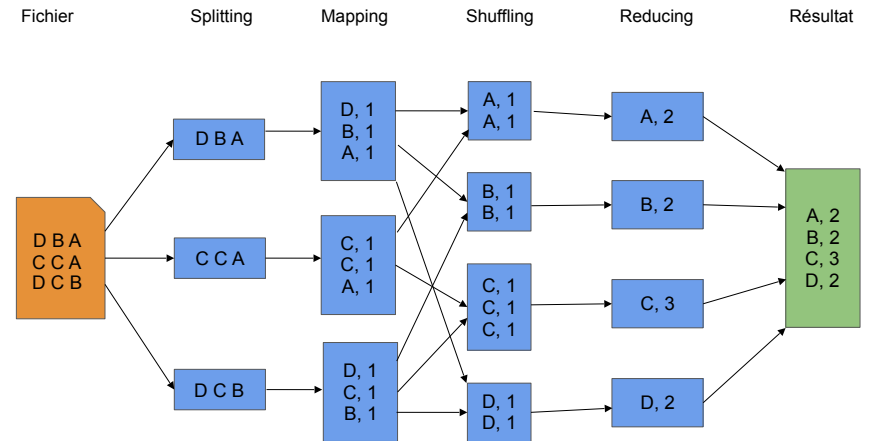 Fichier
Splitting
Mapping
Shuffling
Reducing
Résultat
D B A
C C A
D C B
D B A
C C A
D C B
D, 1
B, 1
A, 1
C, 1
C, 1
A, 1
D, 1
C, 1
B, 1
A, 1
A, 1
B, 1
B, 1
C, 1
C, 1
C, 1
D, 1
D, 1
A, 2
B, 2
C, 3
D, 2
A, 2
B, 2
C, 3
D, 2